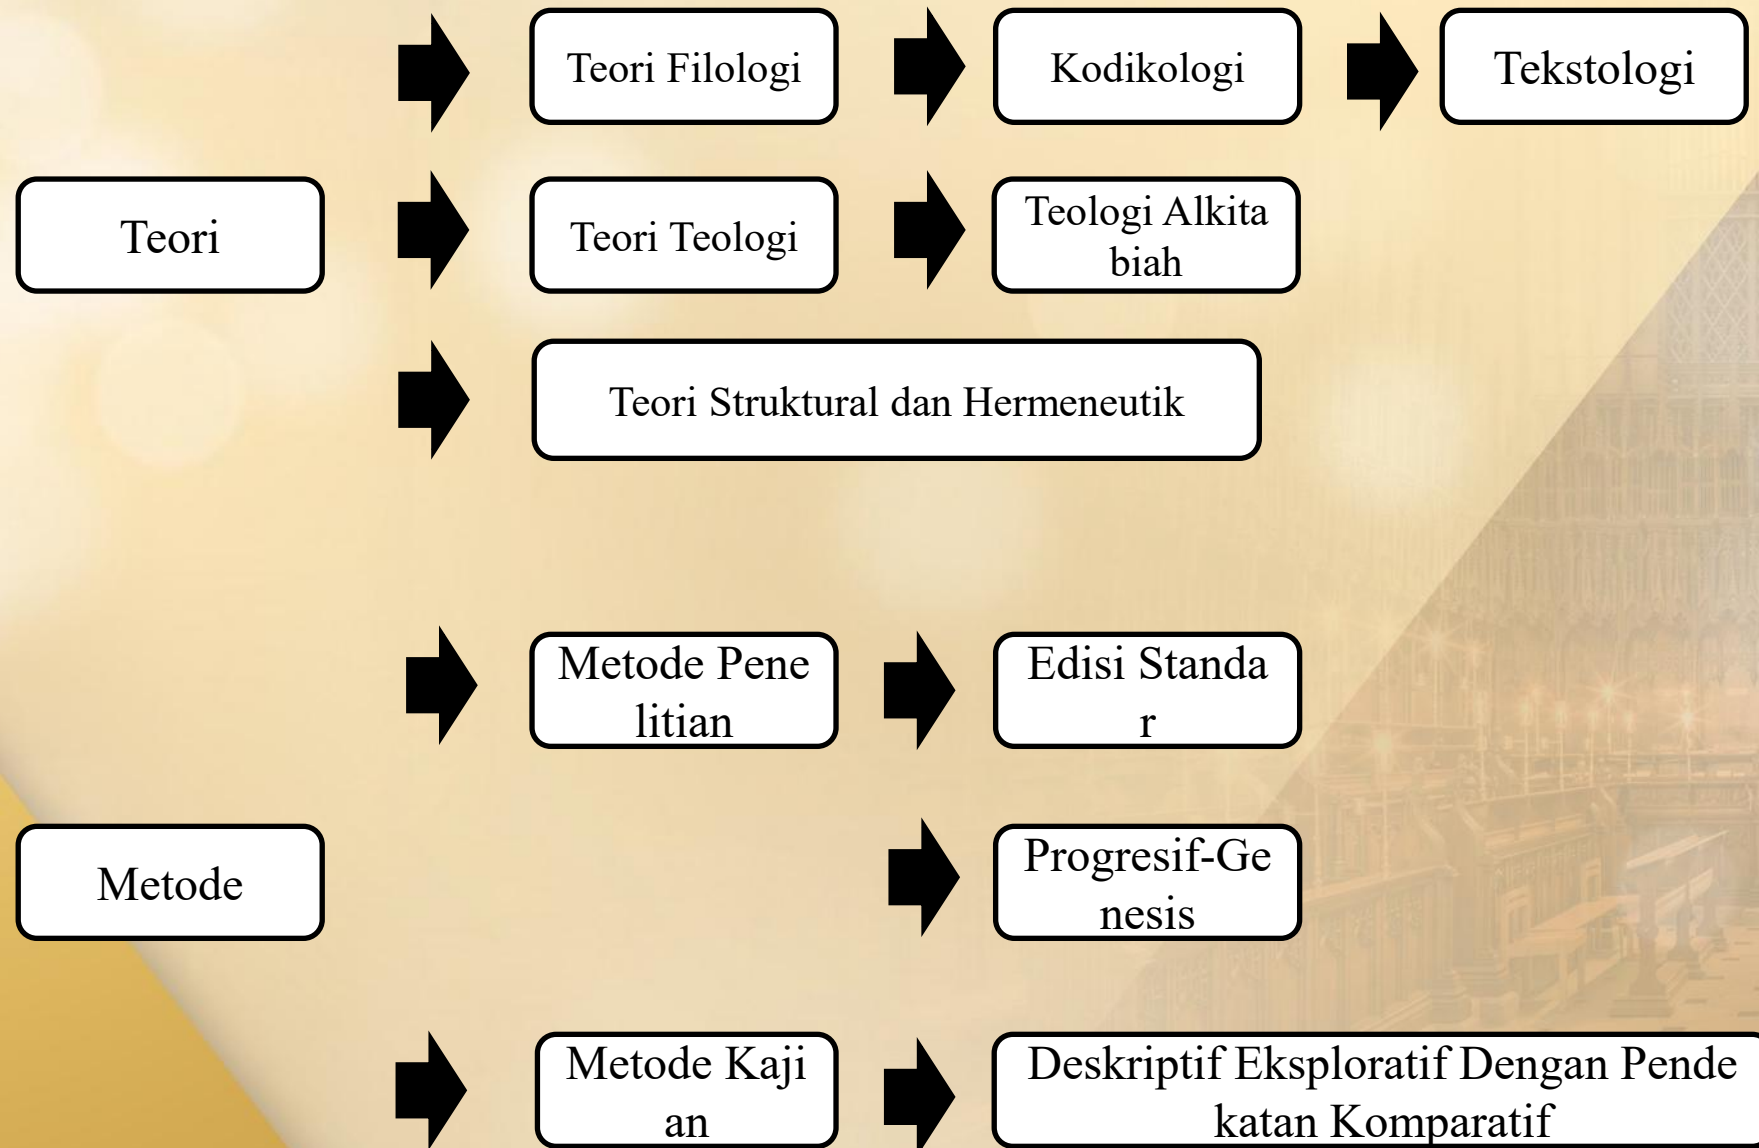 Teori Filologi
Kodikologi
Tekstologi
Teori
Teori Teologi
Teologi Alkita
biah
Teori Struktural dan Hermeneutik
Metode Pene
litian
Edisi Standa
r
Metode
Progresif-Ge
nesis
Metode Kaji
an
Deskriptif Eksploratif Dengan Pende
katan Komparatif